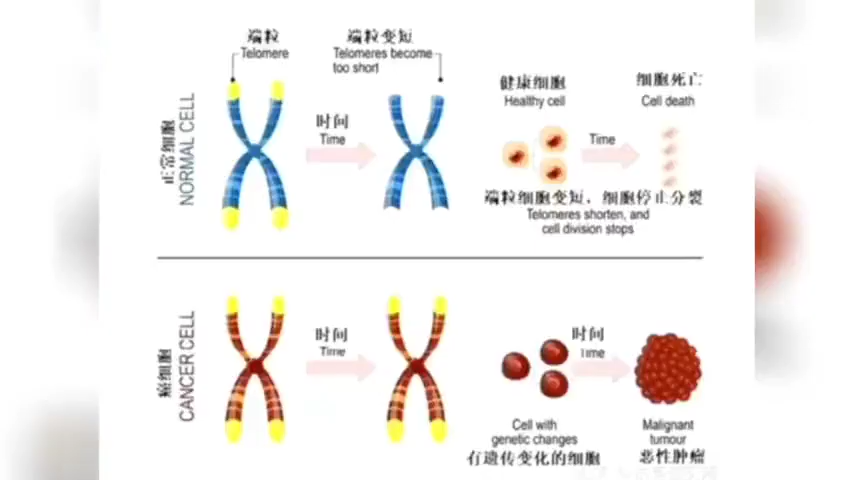 端粒
Telomere
端粒变短
Telomeres become
too short
健康细胞
Healthy cell
细胞死亡
Cell death
正常细胞
NORMAL CELL
时间
Time
Time
端粒细胞变短，细胞停止分裂
Telomeres shorten, and
cell division stops
癌细胞
CANCER CELL
时间
Time
时间
Time
Cell with
genetic changes
有遗传变化的细胞
Malignant
tumour
恶性肿瘤